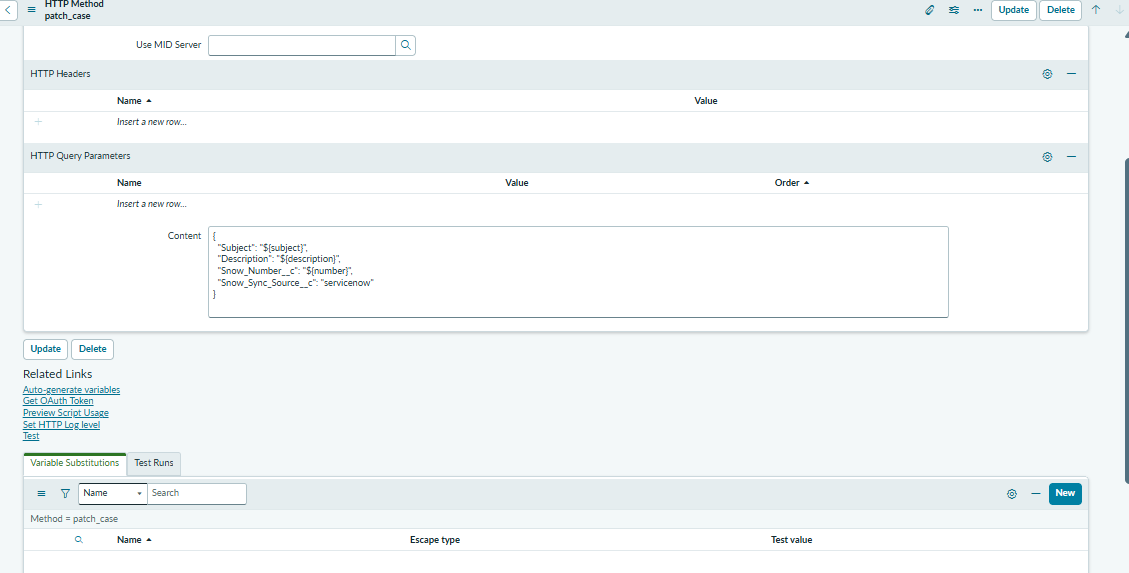 HTTP Method
patch_case
Update
Delete
Use MID Server
HTTP Headers
Name
Value
Insert a new row...
HTTP Query Parameters
Name
Value
Order
Insert a new row...
Content
{
"Subject": "${subject}",
"Description": "${description}",
"Snow_Number__c": "${number}",
"Snow_Sync_Source__c": "servicenow"
}
Update
Delete
Related Links
Auto-generate variables
Get OAuth Token
Preview Script Usage
Set HTTP Log level
Test
Variable Substitutions
Test Runs
Name
Search
New
Method = patch_case
Name
Escape type
Test value